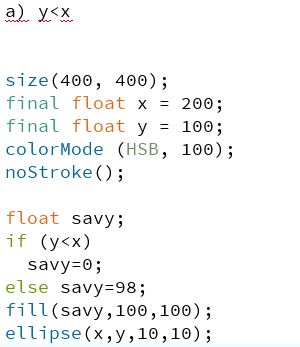 a) y<x
size(400, 400);
final float x = 200;
final float y = 100;
colorMode (HSB, 100);
noStroke();
float savy;
if (y<x)
  savy=0;
else savy=98;
fill(savy,100,100);
ellipse(x,y,10,10);